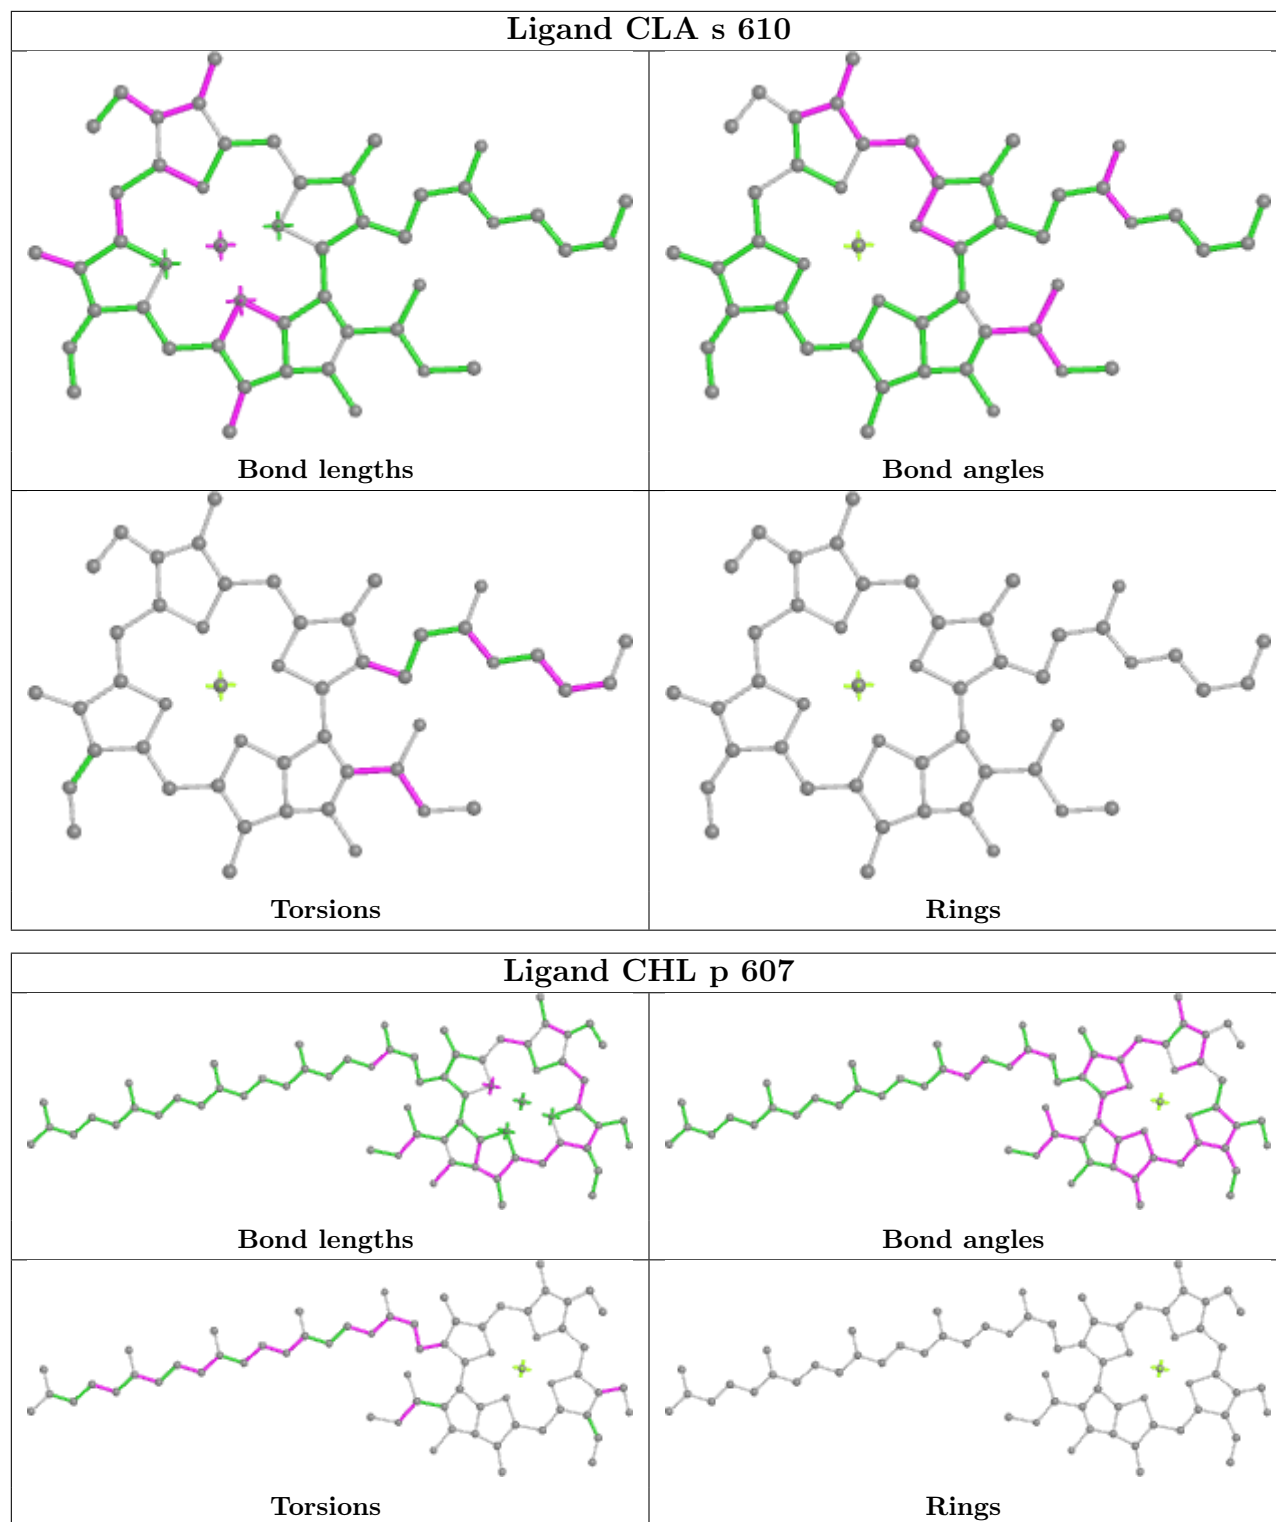 Ligand CLA s 610
Bond lengths
Bond angles
Torsions
Rings
Ligand CHL p 607
Bond lengths
Bond angles
Torsions
Rings